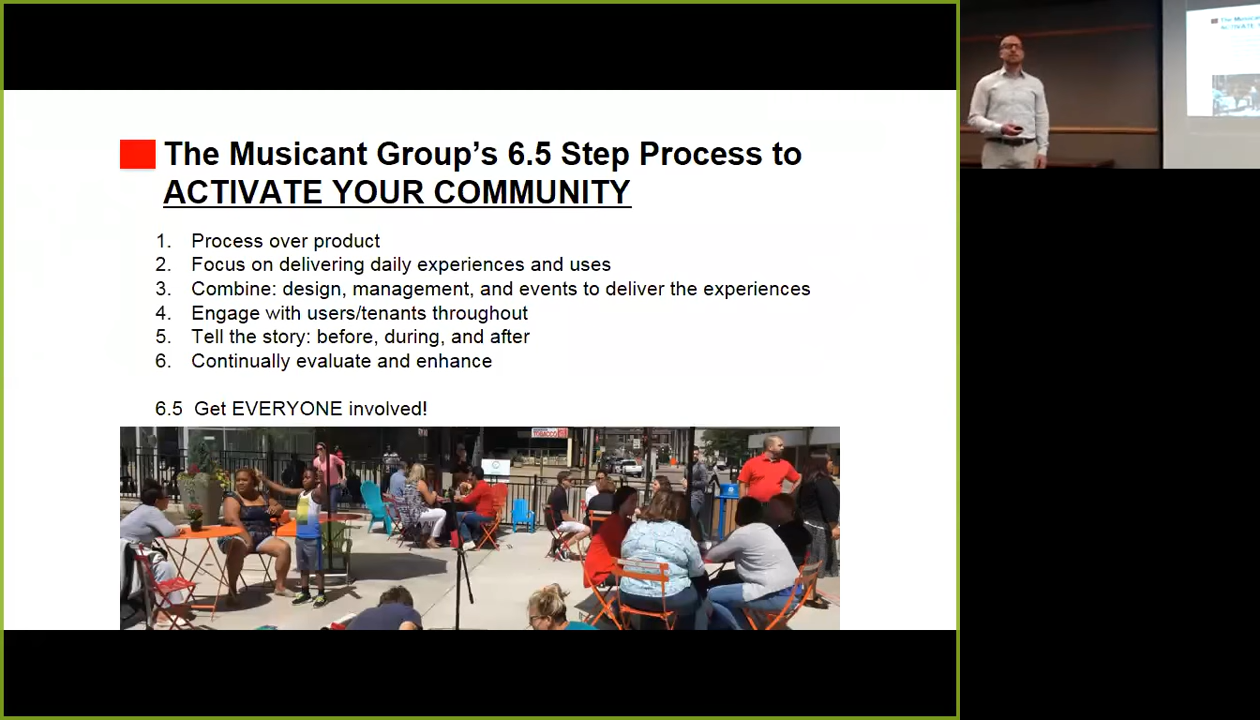 The Musicant Group's 6.5 Step Process to
ACTIVATE YOUR COMMUNITY
1. Process over product
2. Focus on delivering daily experiences and uses
3. Combine: design, management, and events to deliver the experiences
4. Engage with users/tenants throughout
5. Tell the story: before, during, and after
6. Continually evaluate and enhance
6.5 Get EVERYONE involved!